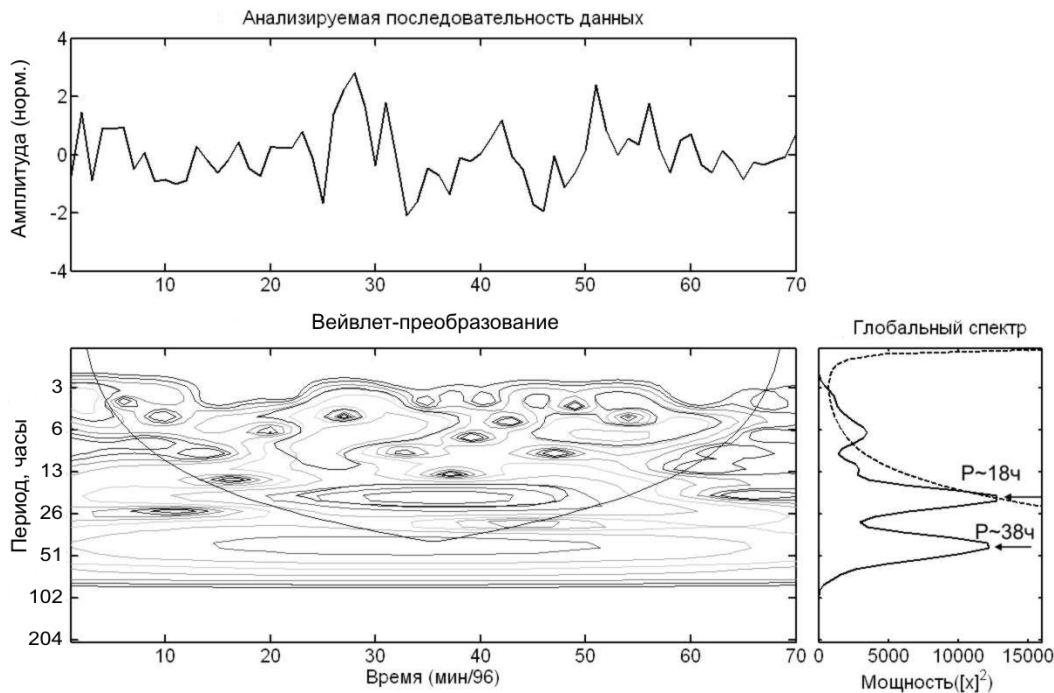 Анализируемая последовательность данных
Амплитуда (норм.)
4
2
0
-2
-4
10 20 30 40 50 60 70
Вейвлет-преобразование
Период, часы
3
6
13
26
51
102
204
10 20 30 40 50 60 70
Время (мин/96)
Глобальный спектр
P~18ч
P~38ч
0 5000 10000 15000
Мощность([x]²)